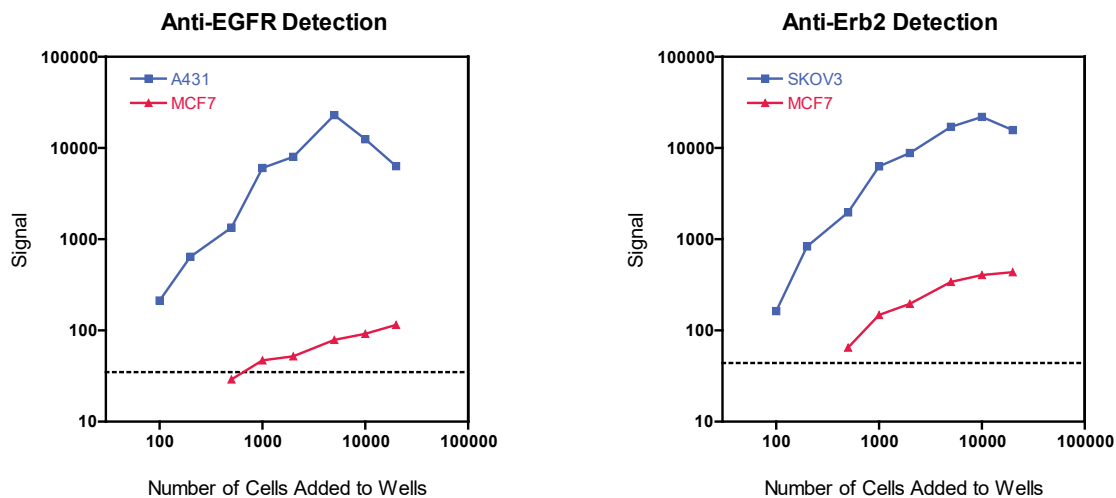 Anti-EGFR Detection
100000
10000
1000
100
10
Signal
A431
MCF7
100
1000
10000
100000
Number of Cells Added to Wells
Anti-Erb2 Detection
100000
10000
1000
100
10
Signal
SKOV3
MCF7
100
1000
10000
100000
Number of Cells Added to Wells